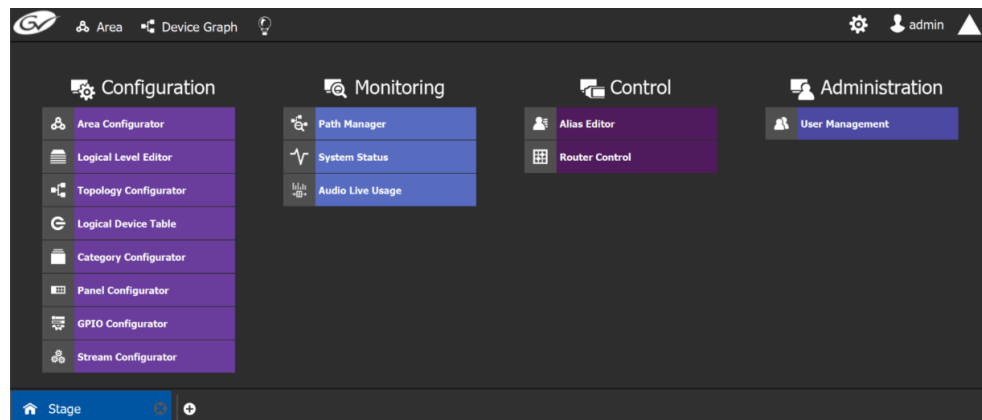 GV
Area
Device Graph
admin
Configuration
Area Configurator
Logical Level Editor
Topology Configurator
Logical Device Table
Category Configurator
Panel Configurator
GPIO Configurator
Stream Configurator
Monitoring
Path Manager
System Status
Audio Live Usage
Control
Alias Editor
Router Control
Administration
User Management
Stage